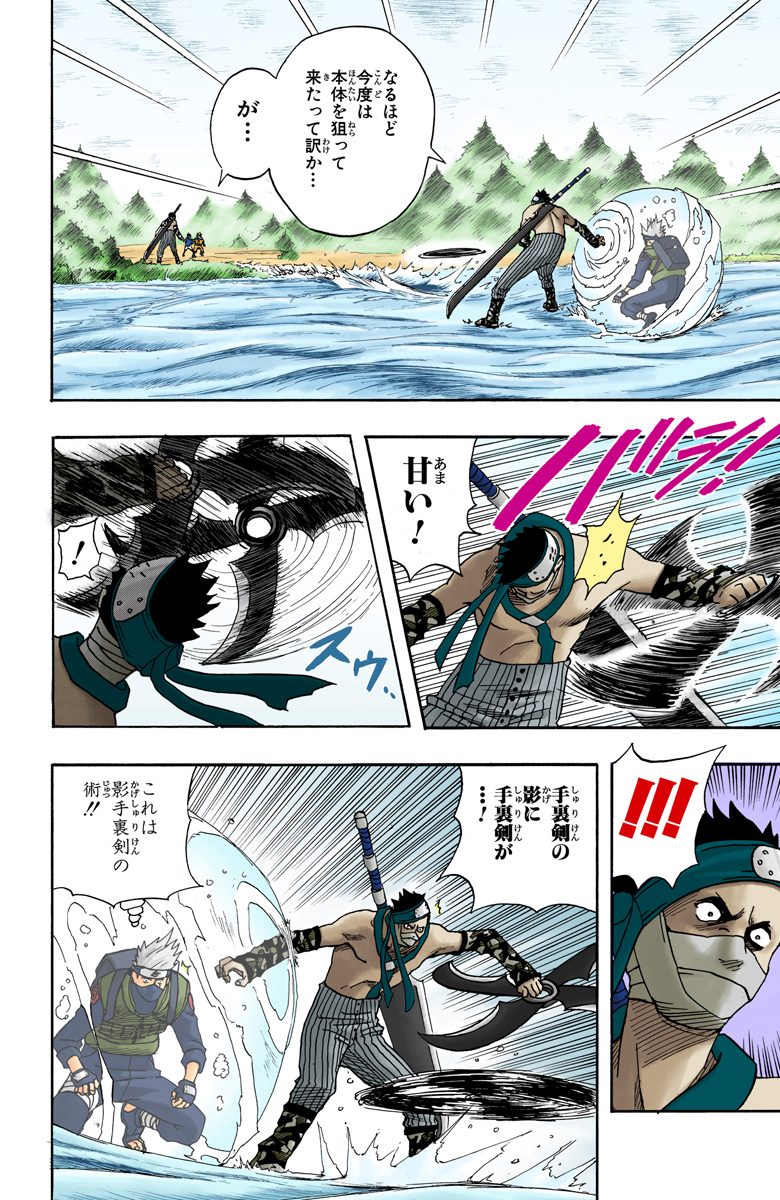 なるほど
今度は
本体を狙って
来たって訳か…
が…
バシッ!!
甘い!
!
スウ‥
!!!
手裏剣の
影に
手裏剣が
…!
これは
影手裏剣の
術!!